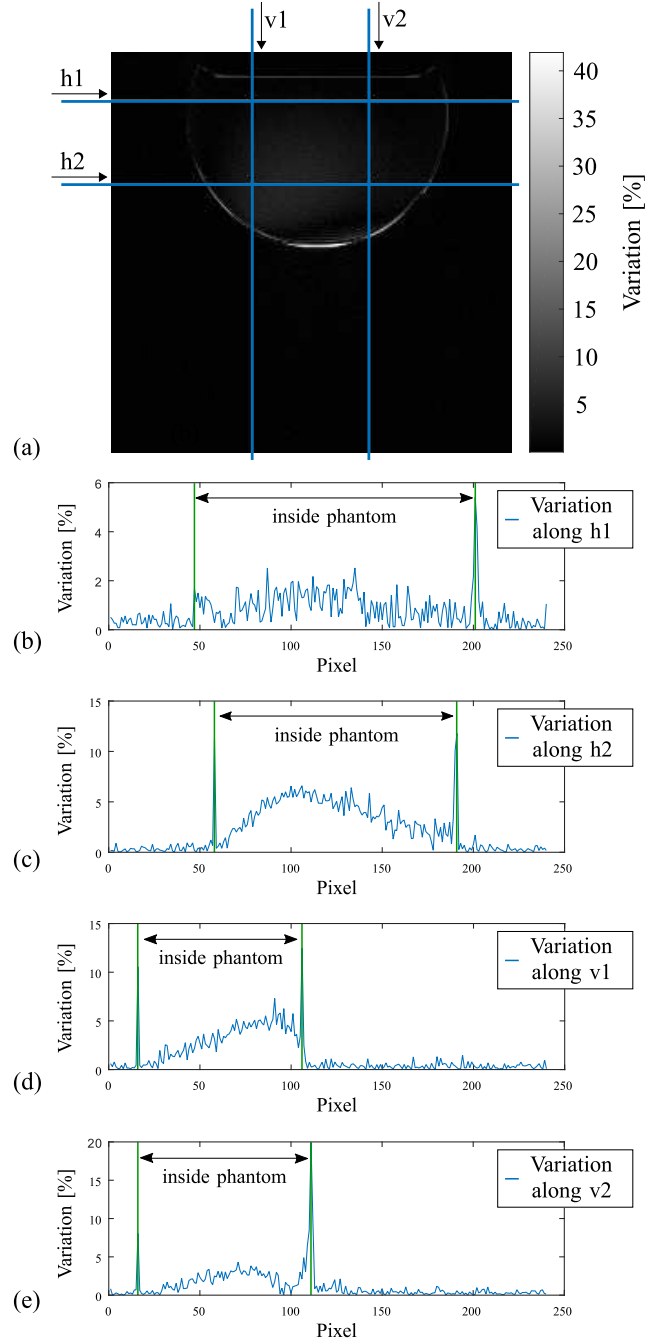 v1 v2
h1
h2
40
35
30
25
20
15
10
5
Variation [%]
(a)
6
4
2
0
Variation [%]
inside phantom
Variation
along h1
0 50 100 150 200 250
Pixel
(b)
15
10
5
0
Variation [%]
inside phantom
Variation
along h2
0 50 100 150 200 250
Pixel
(c)
15
10
5
0
Variation [%]
inside phantom
Variation
along v1
0 50 100 150 200 250
Pixel
(d)
20
15
10
5
0
Variation [%]
inside phantom
Variation
along v2
0 50 100 150 200 250
Pixel
(e)